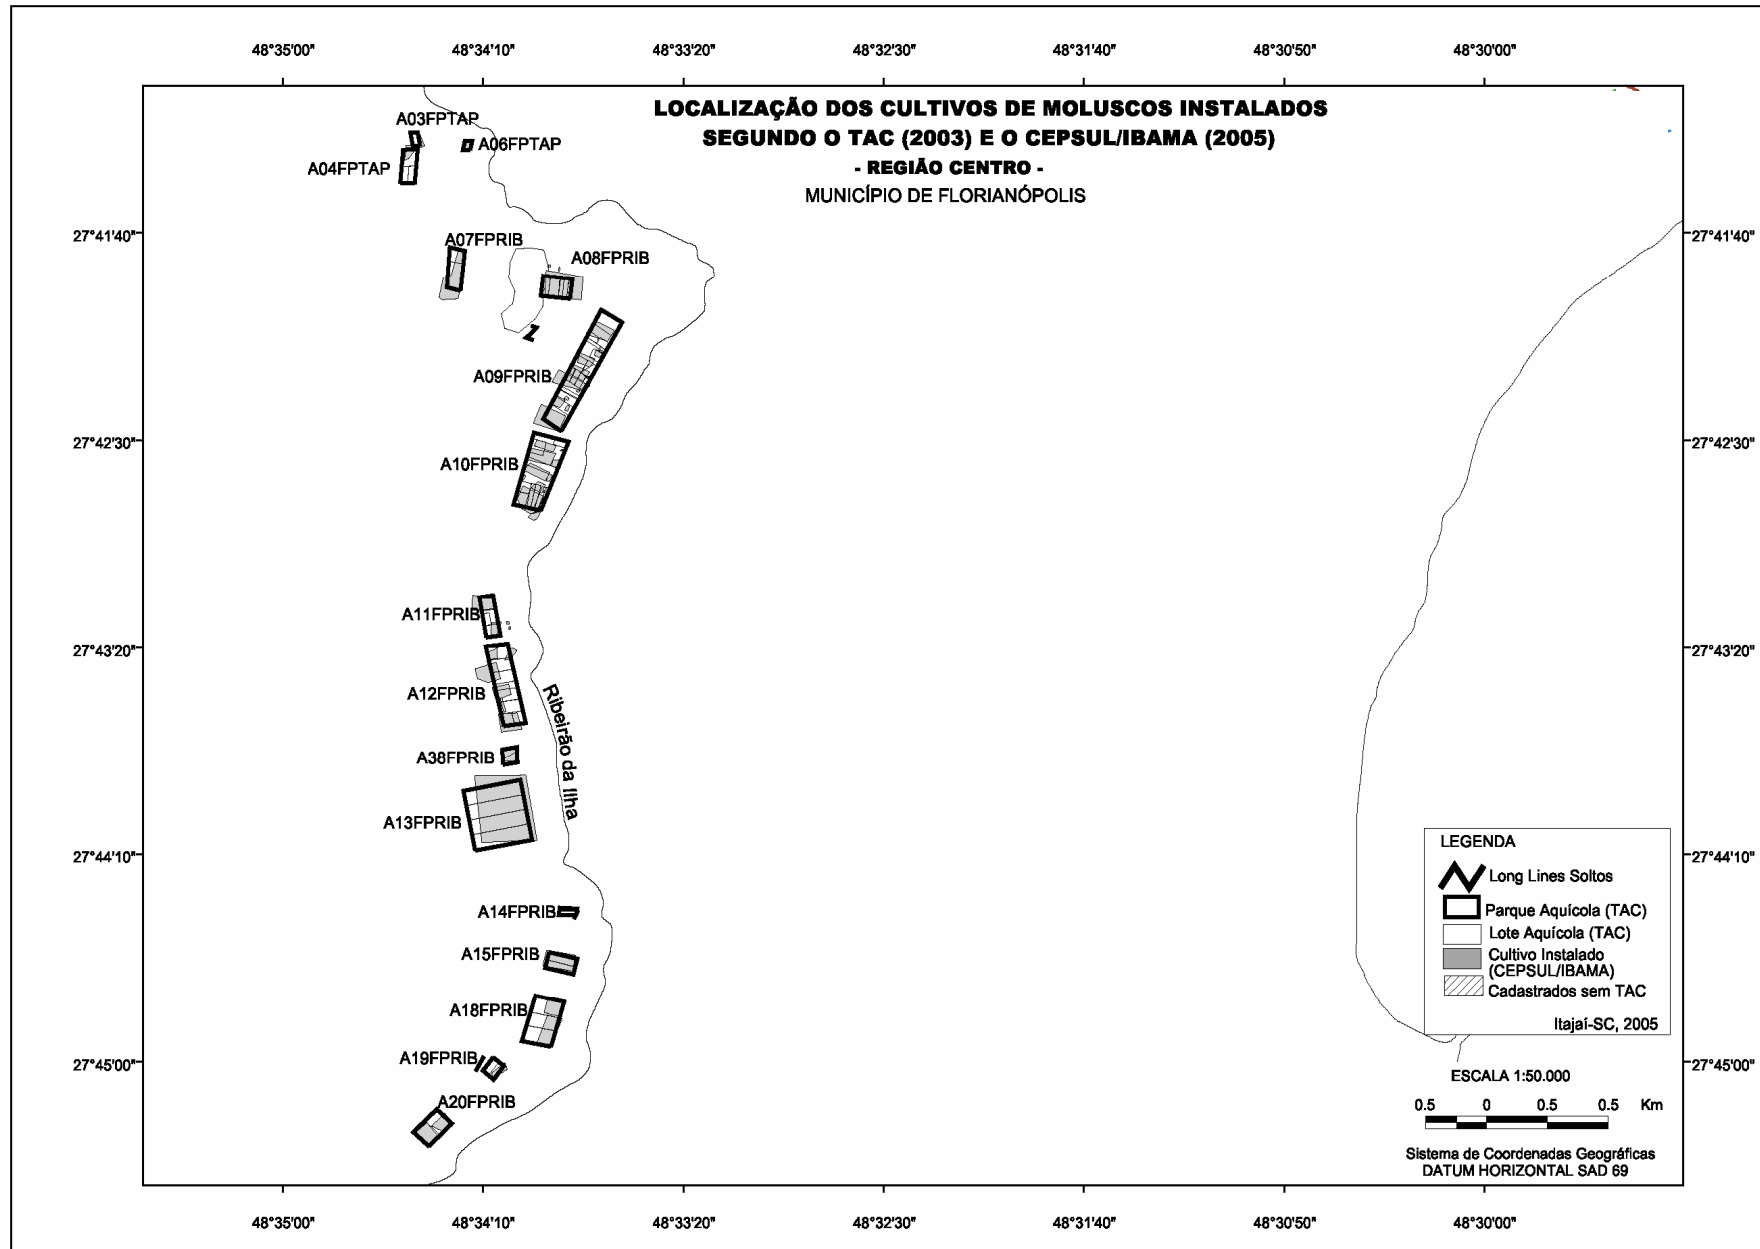 48°35'00" 48°34'10" 48°33'20" 48°32'30" 48°31'40" 48°30'50" 48°30'00"
LOCALIZAÇÃO DOS CULTIVOS DE MOLUSCOS INSTALADOS
SEGUNDO O TAC (2003) E O CEPSUL/IBAMA (2005)
- REGIÃO CENTRO -
MUNICÍPIO DE FLORIANÓPOLIS
A03FPTAP
A06FPTAP
A04FPTAP
27°41'40" 27°41'40"
A07FPRIB
A08FPRIB
A09FPRIB
27°42'30" 27°42'30"
A10FPRIB
A11FPRIB
27°43'20" 27°43'20"
A12FPRIB
Ribeirão da Ilha
A38FPRIB
A13FPRIB
27°44'10" 27°44'10"
A14FPRIB
A15FPRIB
A18FPRIB
A19FPRIB
27°45'00" 27°45'00"
A20FPRIB
LEGENDA
Long Lines Soltos
Parque Aquícola (TAC)
Lote Aquícola (TAC)
Cultivo Instalado
(CEPSUL/IBAMA)
Cadastrados sem TAC
Itajaí-SC, 2005
ESCALA 1:50.000
0.5 0 0.5 0.5 Km
Sistema de Coordenadas Geográficas
DATUM HORIZONTAL SAD 69
48°35'00" 48°34'10" 48°33'20" 48°32'30" 48°31'40" 48°30'50" 48°30'00"